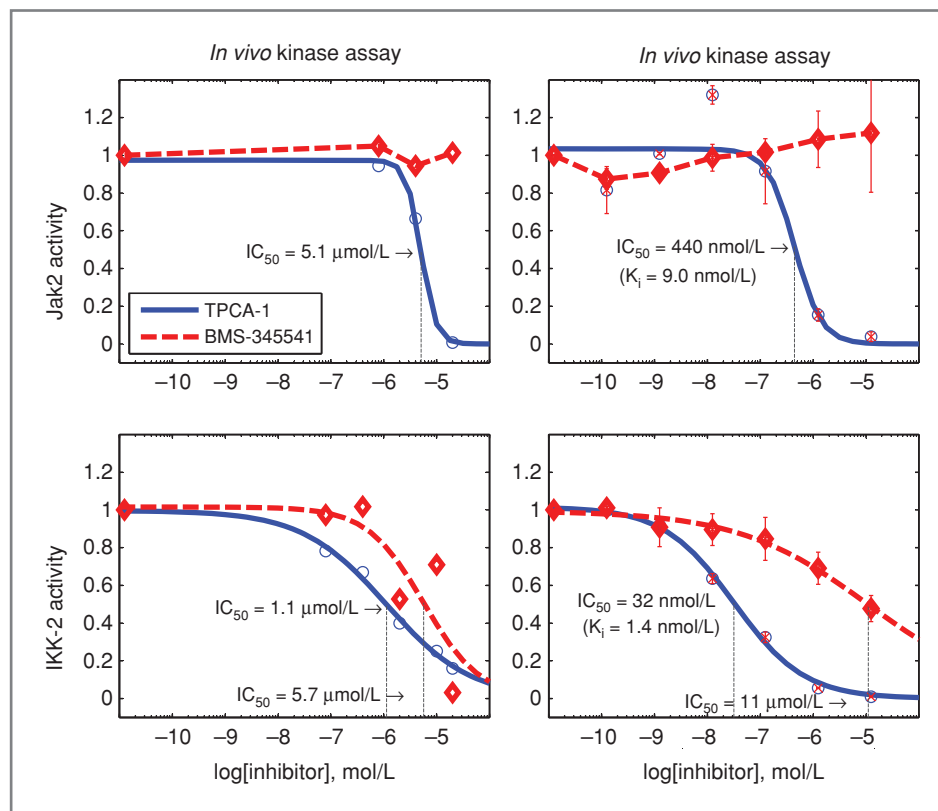 In vivo kinase assay
In vivo kinase assay
Jak2 activity
1.2
1
0.8
0.6
0.4
0.2
0
IC50 = 5.1 μmol/L →
TPCA-1
BMS-345541
−10 −9 −8 −7 −6 −5
1.2
1
0.8
0.6
0.4
0.2
0
IC50 = 440 nmol/L →
(Ki = 9.0 nmol/L)
−10 −9 −8 −7 −6 −5
IKK-2 activity
1.2
1
0.8
0.6
0.4
0.2
0
IC50 = 1.1 μmol/L →
IC50 = 5.7 μmol/L →
−10 −9 −8 −7 −6 −5
log[inhibitor], mol/L
1.2
1
0.8
0.6
0.4
0.2
0
IC50 = 32 nmol/L →
(Ki = 1.4 nmol/L)
IC50 = 11 μmol/L →
−10 −9 −8 −7 −6 −5
log[inhibitor], mol/L